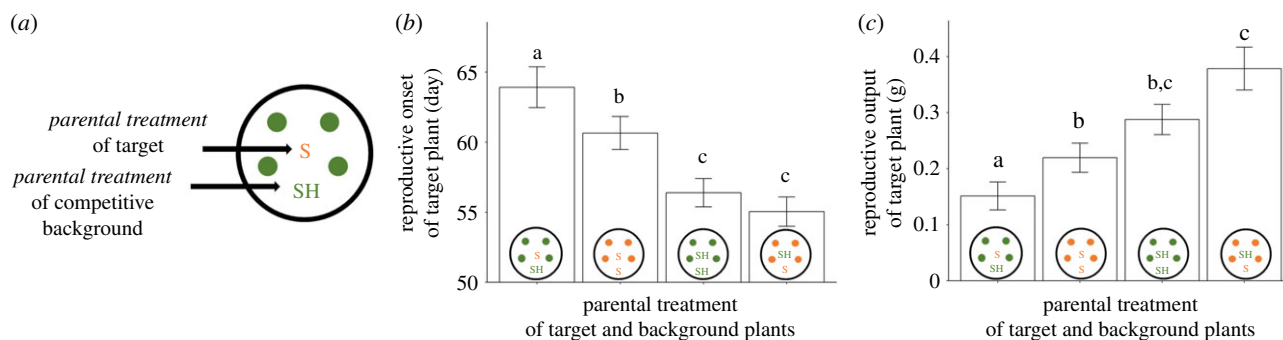 (a)
parental treatment
of target
parental treatment
of competitive
background
S
SH
(b)
reproductive onset
of target plant (day)
65
60
55
50
a
b
c
c
S
SH
S
S
SH
SH
SH
S
parental treatment
of target and background plants
(c)
reproductive output
of target plant (g)
0.4
0.3
0.2
0.1
0
a
b
b,c
c
S
SH
S
S
SH
SH
SH
S
parental treatment
of target and background plants